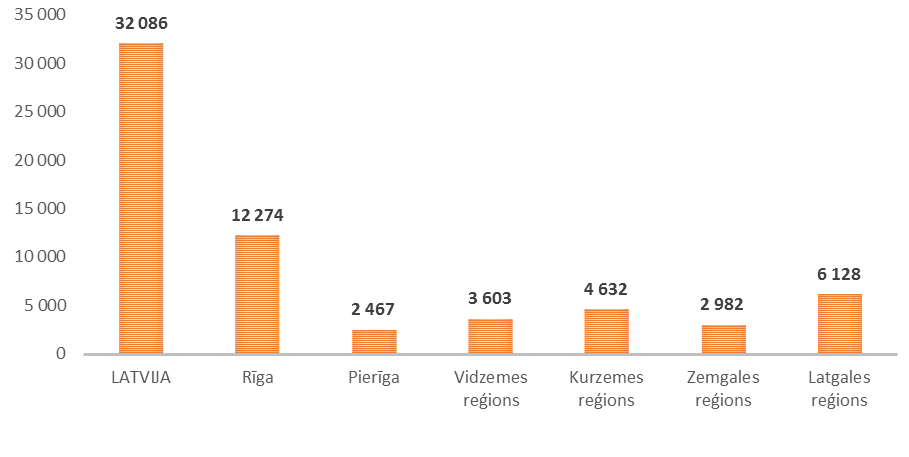 35 000
30 000
25 000
20 000
15 000
10 000
5 000
0
32 086
12 274
2 467
3 603
4 632
2 982
6 128
LATVIJA
Rīga
Pierīga
Vidzemes
reģions
Kurzemes
reģions
Zemgales
reģions
Latgales
reģions